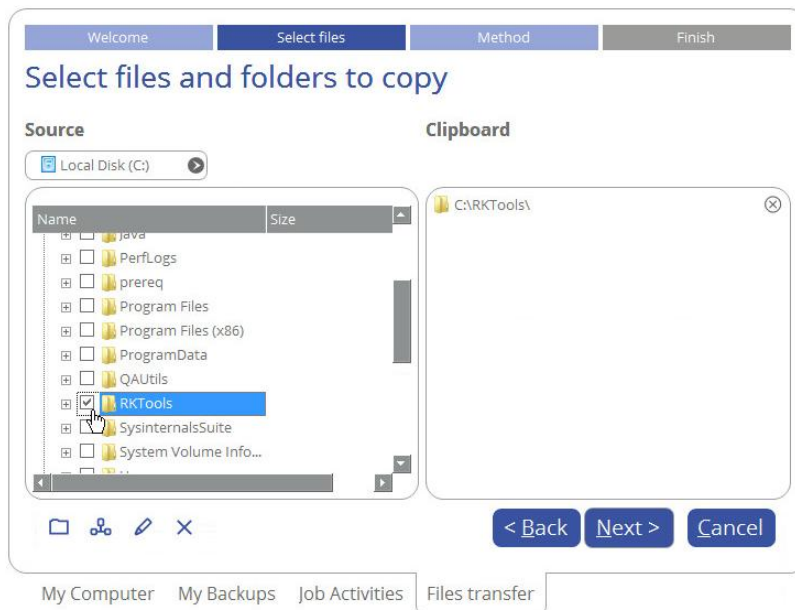 Welcome
Select files
Method
Finish
Select files and folders to copy
Source
Clipboard
Local Disk (C:)
Name
Size
C:\RKTools\
Java
PerfLogs
prereq
Program Files
Program Files (x86)
ProgramData
QAUtils
RKTools
SysinternalsSuite
System Volume Info...
< Back
Next >
Cancel
My Computer
My Backups
Job Activities
Files transfer